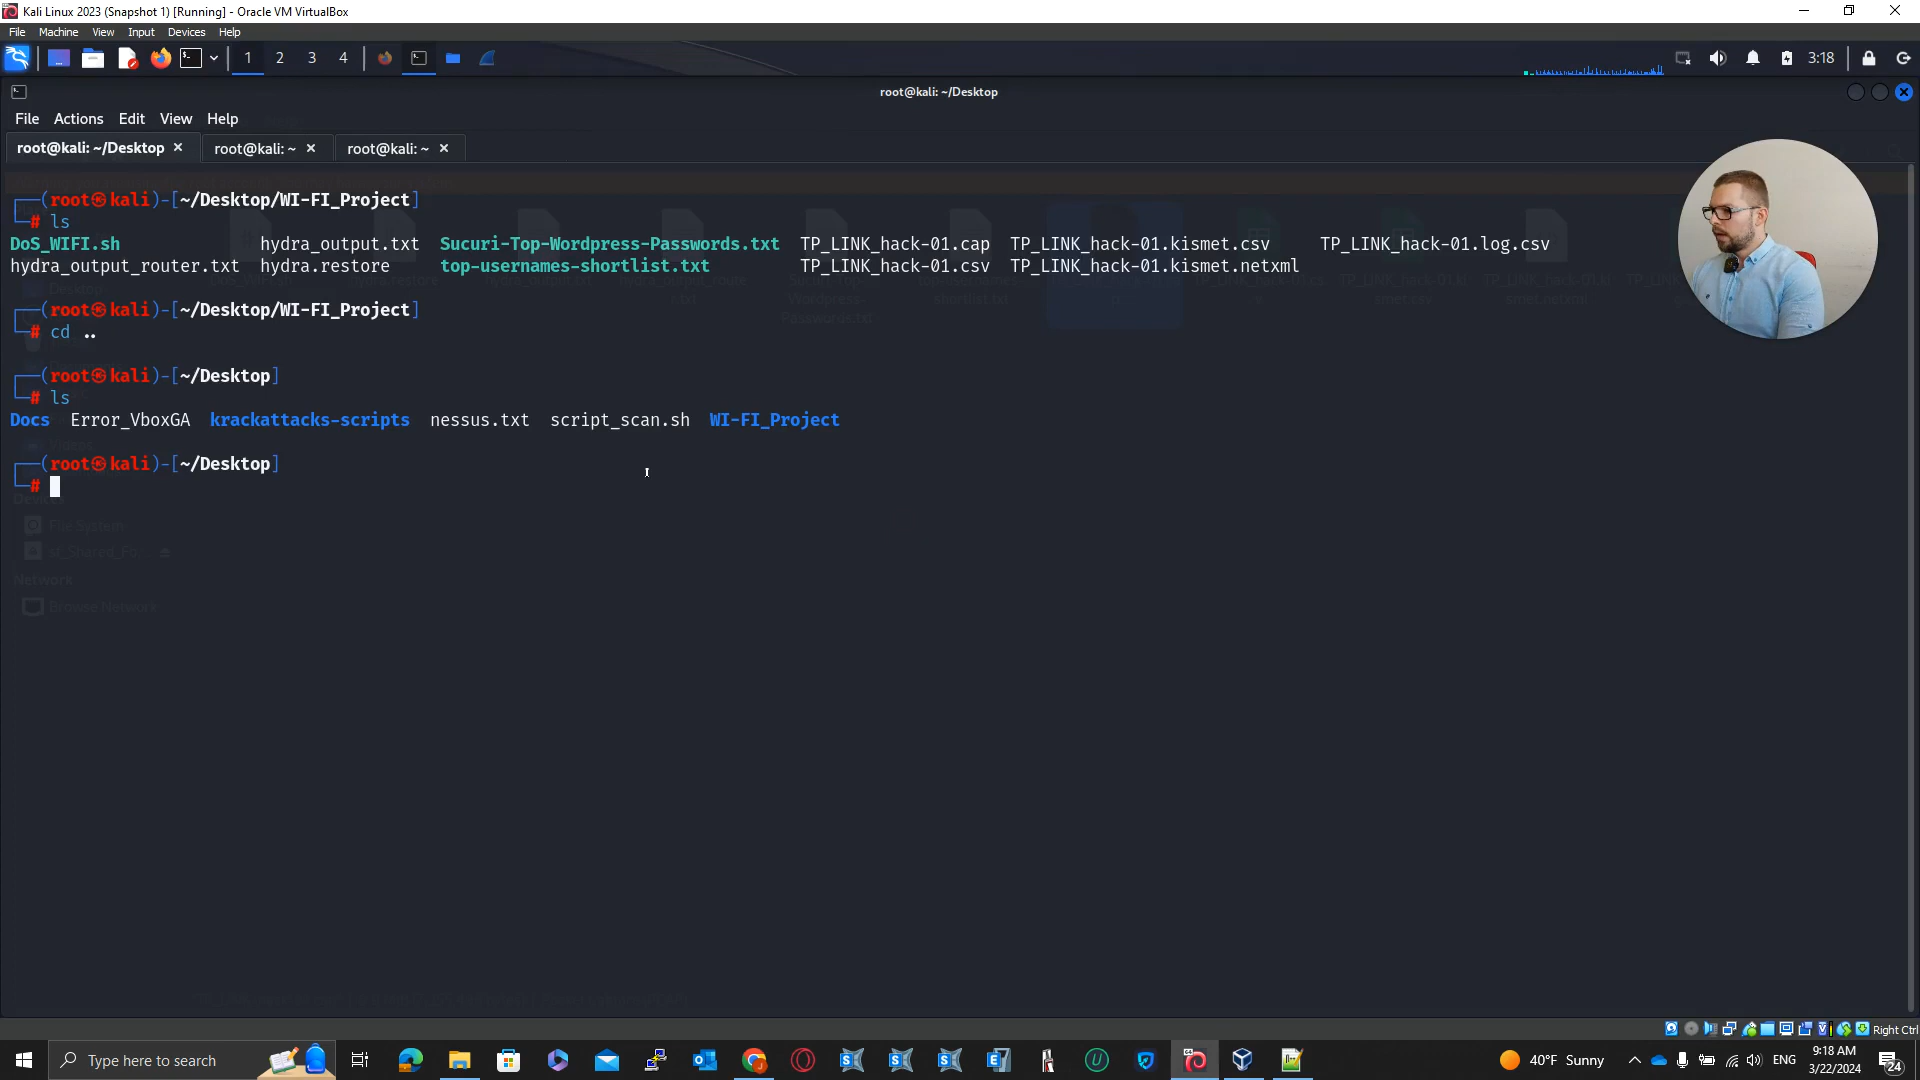 Kali Linux 2023 (Snapshot 1) [Running] - Oracle VM VirtualBox
File Machine View Input Devices Help
1 2 3 4 3:18
root@kali: ~/Desktop
File Actions Edit View Help
root@kali: ~/Desktop × root@kali: ~ × root@kali: ~ ×
┌──(root㉿kali)-[~/Desktop/WI-FI_Project]
└─# ls
DoS_WIFI.sh hydra_output.txt Sucuri-Top-Wordpress-Passwords.txt TP_LINK_hack-01.cap TP_LINK_hack-01.kismet.csv TP_LINK_hack-01.log.csv
hydra_output_router.txt hydra.restore top-usernames-shortlist.txt TP_LINK_hack-01.csv TP_LINK_hack-01.kismet.netxml
┌──(root㉿kali)-[~/Desktop/WI-FI_Project]
└─# cd ..
┌──(root㉿kali)-[~/Desktop]
└─# ls
Docs Error_VboxGA krackattacks-scripts nessus.txt script_scan.sh WI-FI_Project
┌──(root㉿kali)-[~/Desktop]
└─#
File System
Network
Browse Network
Right Ctrl
Type here to search
40°F Sunny
ENG
9:18 AM
3/22/2024
24